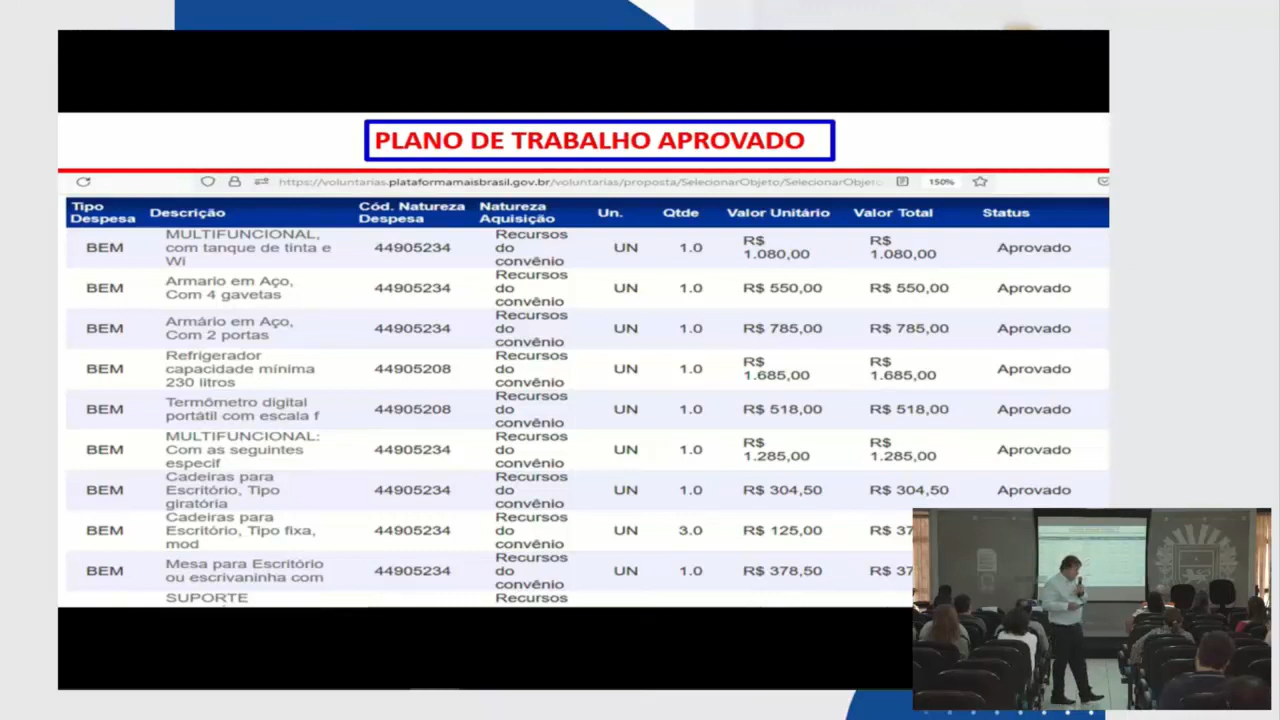 PLANO DE TRABALHO APROVADO
https://voluntarias.plataformamaisbrasil.gov.br/voluntarias/proposta/SelecionarObjeto/SelecionarObjeto 150%
Tipo Despesa Descrição Cód. Natureza Despesa Natureza Aquisição Un. Qtde Valor Unitário Valor Total Status
BEM MULTIFUNCIONAL, com tanque de tinta e Wi 44905234 Recursos do convênio UN 1.0 R$ 1.080,00 R$ 1.080,00 Aprovado
BEM Armario em Aço, Com 4 gavetas 44905234 Recursos do convênio UN 1.0 R$ 550,00 R$ 550,00 Aprovado
BEM Armário em Aço, Com 2 portas 44905234 Recursos do convênio UN 1.0 R$ 785,00 R$ 785,00 Aprovado
BEM Refrigerador capacidade mínima 230 litros 44905208 Recursos do convênio UN 1.0 R$ 1.685,00 R$ 1.685,00 Aprovado
BEM Termômetro digital portátil com escala f 44905208 Recursos do convênio UN 1.0 R$ 518,00 R$ 518,00 Aprovado
BEM MULTIFUNCIONAL: Com as seguintes especif 44905234 Recursos do convênio UN 1.0 R$ 1.285,00 R$ 1.285,00 Aprovado
BEM Cadeiras para Escritório, Tipo giratória 44905234 Recursos do convênio UN 1.0 R$ 304,50 R$ 304,50 Aprovado
BEM Cadeiras para Escritório, Tipo fixa, mod 44905234 Recursos do convênio UN 3.0 R$ 125,00 R$ 37
BEM Mesa para Escritório ou escrivaninha com 44905234 Recursos do convênio UN 1.0 R$ 378,50 R$ 37
SUPORTE Recursos